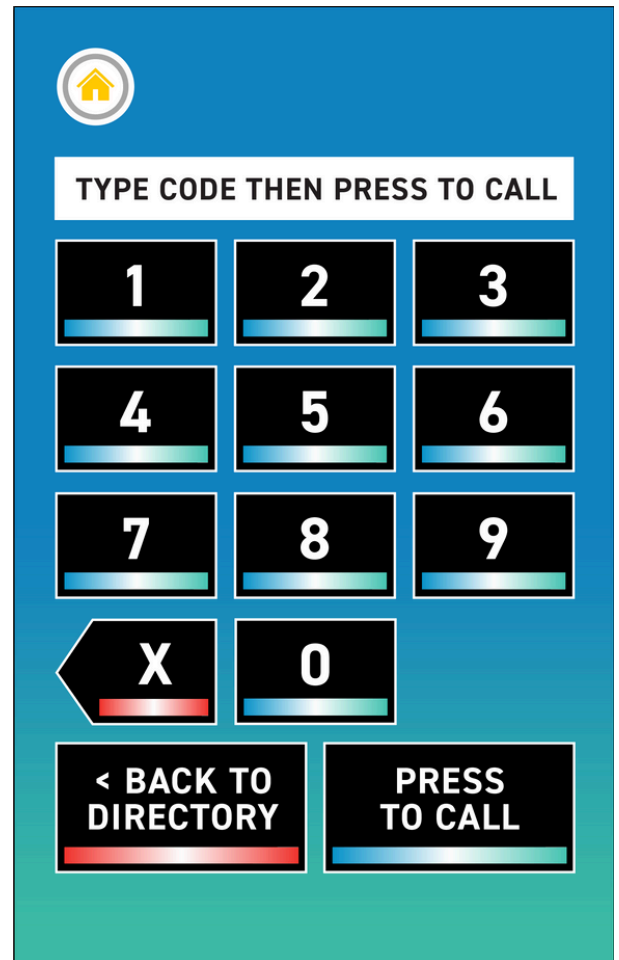 TYPE CODE THEN PRESS TO CALL
1 2 3
4 5 6
7 8 9
X 0
< BACK TO
DIRECTORY
PRESS
TO CALL